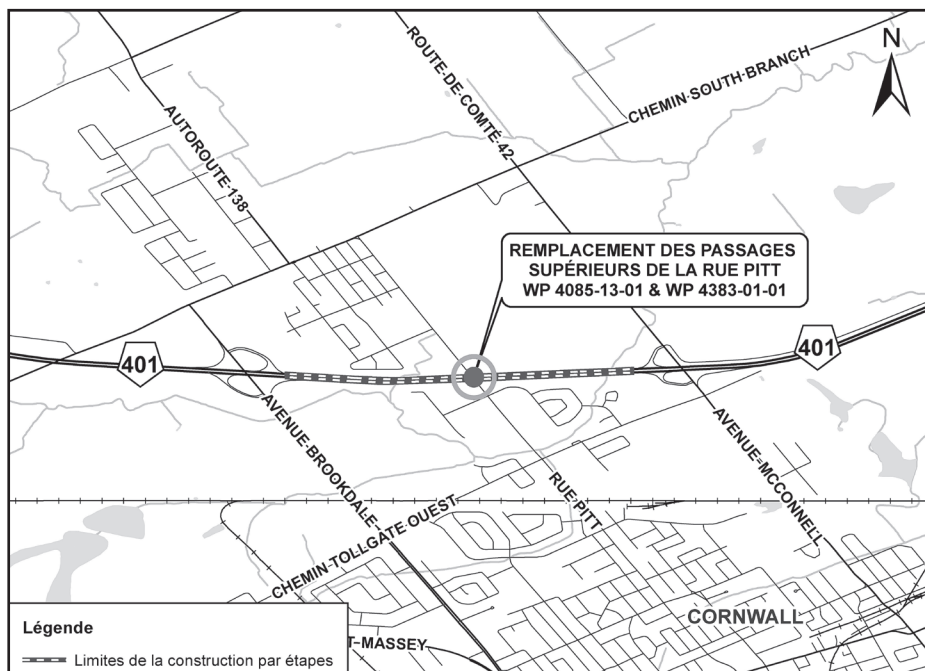 N
ROUTE-DE-COMTÉ-42
CHEMIN-SOUTH-BRANCH
AUTOROUTE-138
REMPLACEMENT DES PASSAGES
SUPÉRIEURS DE LA RUE PITT
WP 4085-13-01 & WP 4383-01-01
401
401
AVENUE-BROOKDALE
AVENUE-MCCONNELL
RUE-PITT
CHEMIN-TOLLGATE-OUEST
CORNWALL
T-MASSEY
Légende
Limites de la construction par étapes